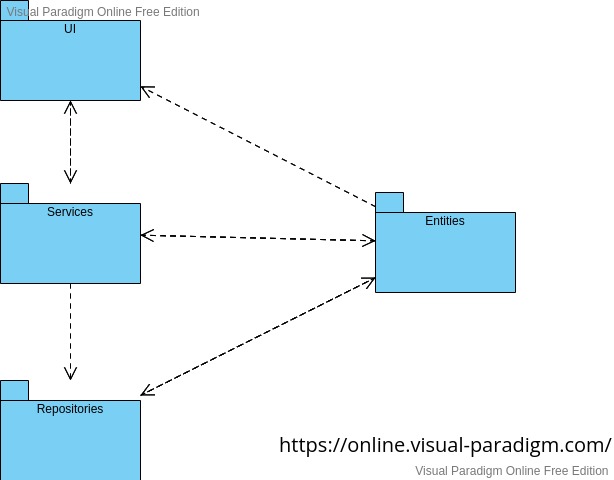 Visual Paradigm Online Free Edition
UI
Services
Entities
Repositories
https://online.visual-paradigm.com/
Visual Paradigm Online Free Edition